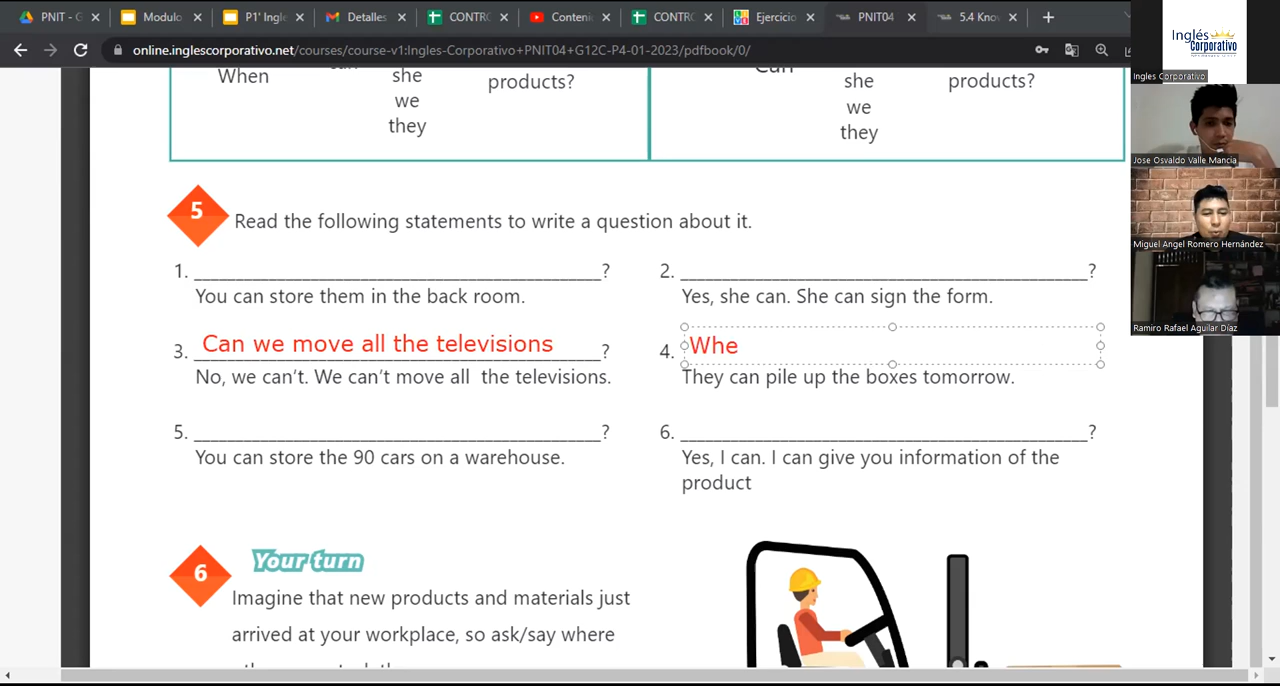 PNIT - G
Modulo
P1' Ingle
Detalles
CONTRO
Conteni
CONTRO
Ejercicio
PNIT04
5.4 Kno
online.inglescorporativo.net/courses/course-v1:Ingles-Corporativo+PNIT04+G12C-P4-01-2023/pdfbook/0/
Inglés
Corporativo
Ingles Corporativo
Jose Osvaldo Valle Mancia
Miguel Angel Romero Hernández
Ramiro Rafael Aguilar Díaz
When
she
we
they
products?
Can
she
we
they
products?
5
Read the following statements to write a question about it.
1. ?
You can store them in the back room.
2. ?
Yes, she can. She can sign the form.
3. Can we move all the televisions ?
No, we can't. We can't move all the televisions.
4. Whe
They can pile up the boxes tomorrow.
5. ?
You can store the 90 cars on a warehouse.
6. ?
Yes, I can. I can give you information of the
product
6
Your turn
Imagine that new products and materials just
arrived at your workplace, so ask/say where